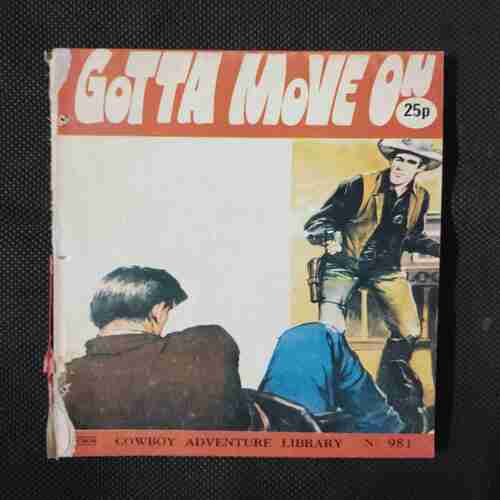 GOTTA MOVE ON
25p
COWBOY ADVENTURE LIBRARY N 981